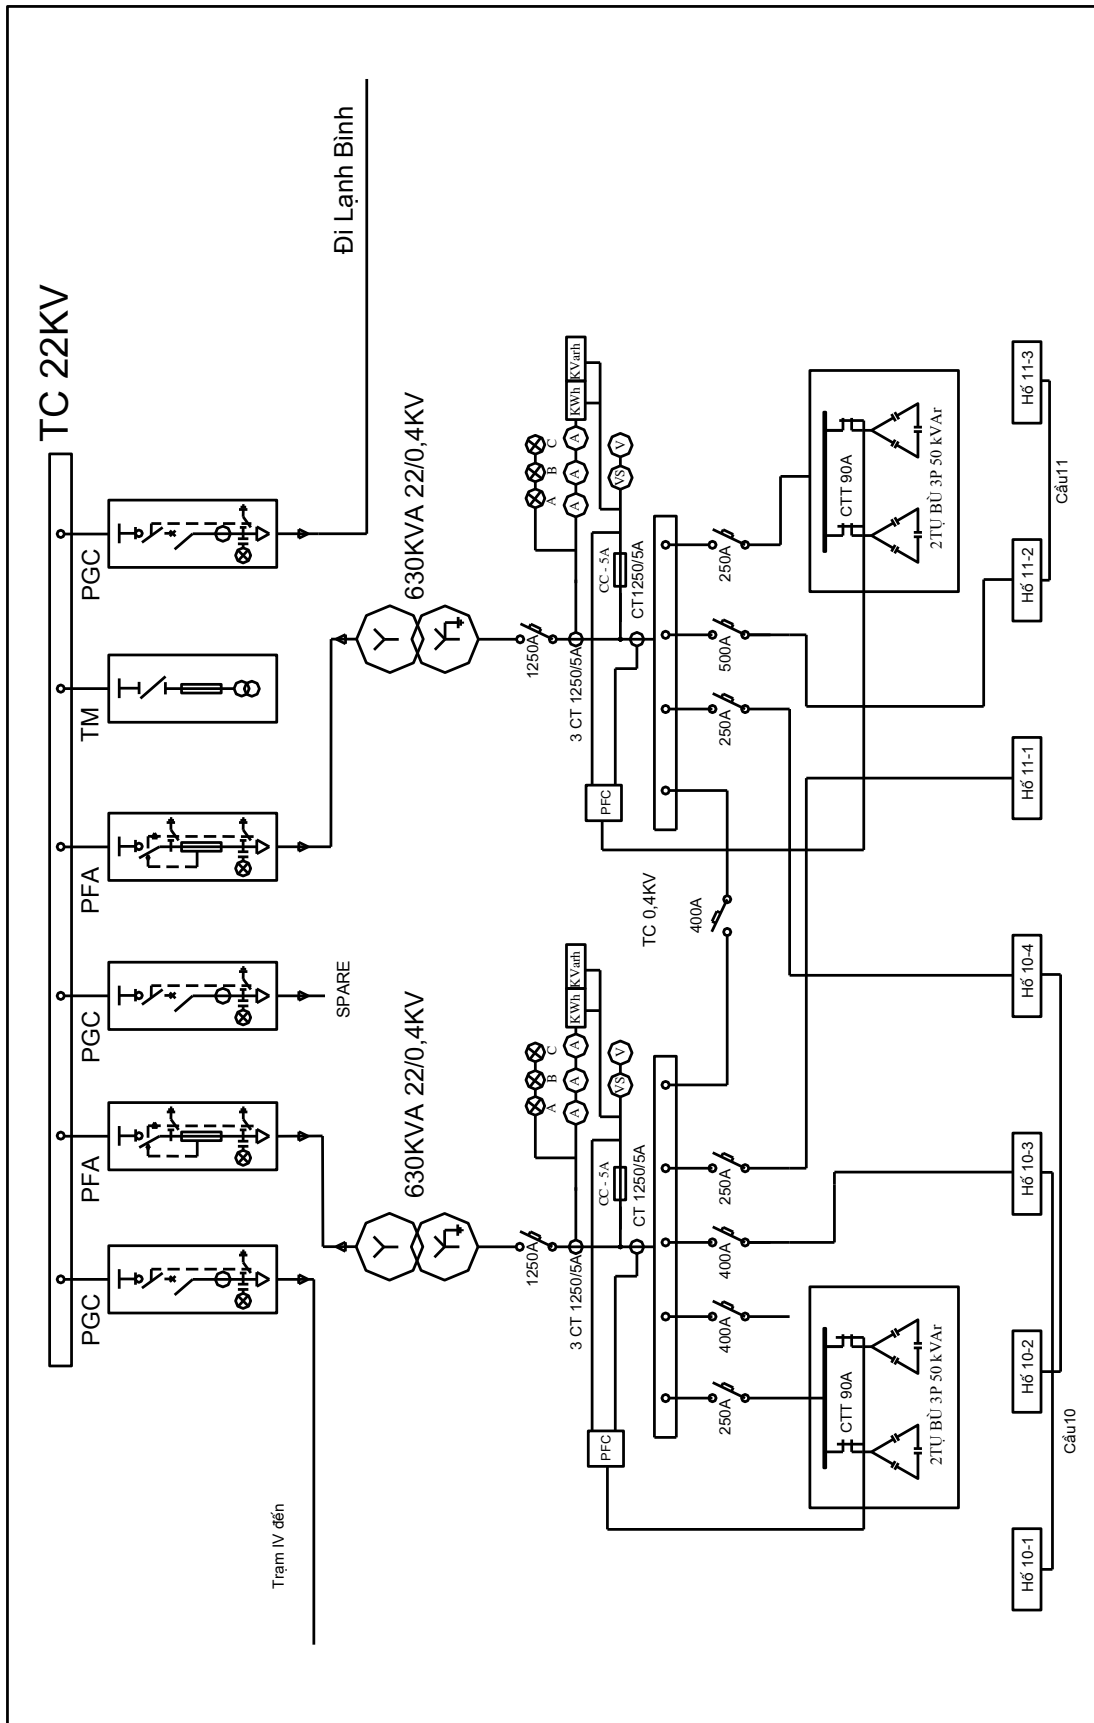 TC 22KV
PGC
PFA
PGC
PFA
TM
PGC
Trạm IV đến
SPARE
Đi Lạnh Bình
630KVA 22/0,4KV
630KVA 22/0,4KV
1250A
3 CT 1250/5A
A
B
C
A
A
A
KWh
KVarh
CC - 5A
VS
V
CT 1250/5A
PFC
1250A
3 CT 1250/5A
A
B
C
A
A
A
KWh
KVarh
CC - 5A
VS
V
CT1250/5A
PFC
TC 0,4KV
400A
250A
400A
400A
250A
250A
500A
250A
CTT 90A
2TỤ BÙ 3P 50 kVAr
CTT 90A
2TỤ BÙ 3P 50 kVAr
Hố 10-1
Hố 10-2
Hố 10-3
Hố 10-4
Hố 11-1
Hố 11-2
Hố 11-3
Cầu10
Cầu11